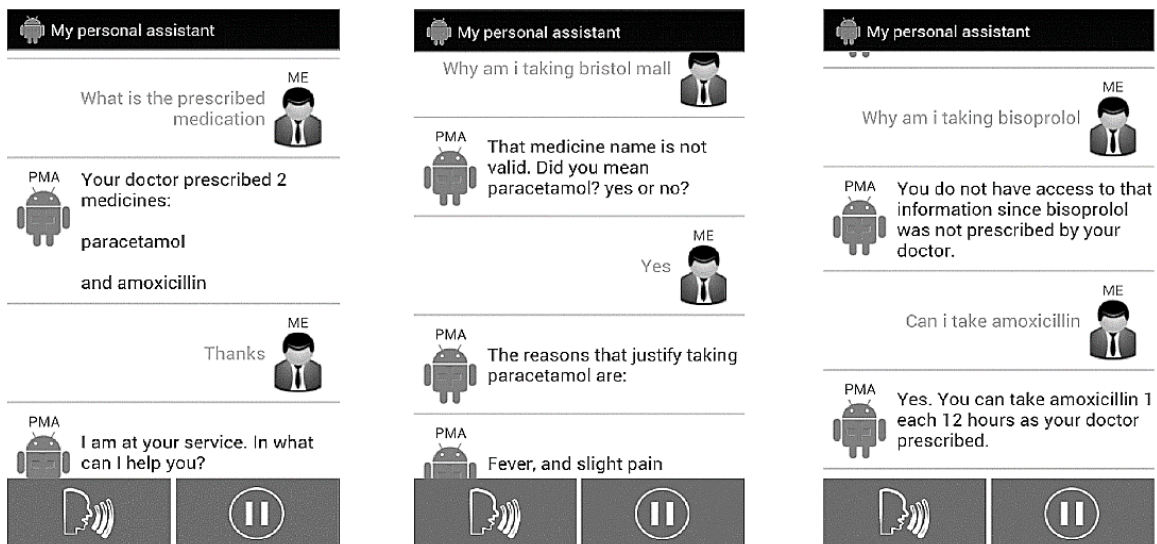 My personal assistant
ME
What is the prescribed
medication
PMA
Your doctor prescribed 2
medicines:
paracetamol
and amoxicillin
ME
Thanks
PMA
I am at your service. In what
can I help you?
My personal assistant
Why am i taking bristol mall
PMA
That medicine name is not
valid. Did you mean
paracetamol? yes or no?
ME
Yes
PMA
The reasons that justify taking
paracetamol are:
PMA
Fever, and slight pain
My personal assistant
ME
Why am i taking bisoprolol
PMA
You do not have access to that
information since bisoprolol
was not prescribed by your
doctor.
ME
Can i take amoxicillin
PMA
Yes. You can take amoxicillin 1
each 12 hours as your doctor
prescribed.